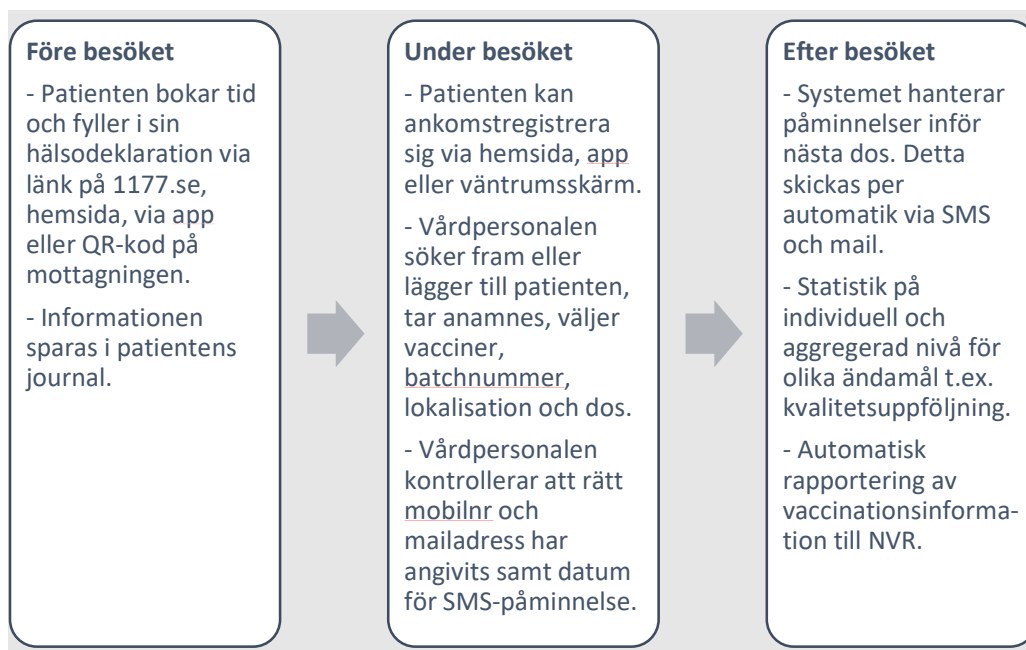 Före besöket
- Patienten bokar tid
och fyller i sin
hälsodeklaration via
länk på 1177.se,
hemsida, via app
eller QR-kod på
mottagningen.
- Informationen
sparas i patientens
journal.
Under besöket
- Patienten kan
ankomstregistrera
sig via hemsida, app
eller väntrumsskärm.
- Vårdpersonalen
söker fram eller
lägger till patienten,
tar anamnes, väljer
vacciner,
batchnummer,
lokalisation och dos.
- Vårdpersonalen
kontrollerar att rätt
mobilnr och
mailadress har
angivits samt datum
för SMS-påminnelse.
Efter besöket
- Systemet hanterar
påminnelser inför
nästa dos. Detta
skickas per
automatik via SMS
och mail.
- Statistik på
individuell och
aggregerad nivå för
olika ändamål t.ex.
kvalitetsuppföljning.
- Automatisk
rapportering av
vaccinationsinforma-
tion till NVR.